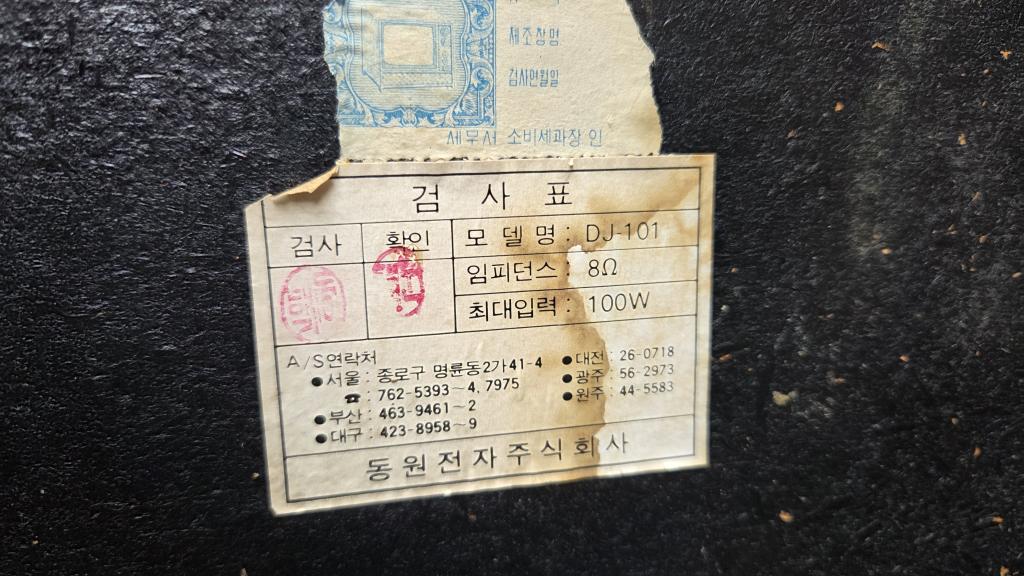 제조장명
검사면월일
세무서 소비세과장 인
검 사 표
검사 확인
모 델 명 : DJ-101
임피던스 : 8Ω
최대입력 : 100W
A/S연락처
●서울 : 종로구 명륜동2가41-4
☎ : 762-5393~4, 7975
●부산 : 463-9461~2
●대구 : 423-8958~9
●대전 : 26-0718
●광주 : 56-2973
●원주 : 44-5583
동원전자주식회사